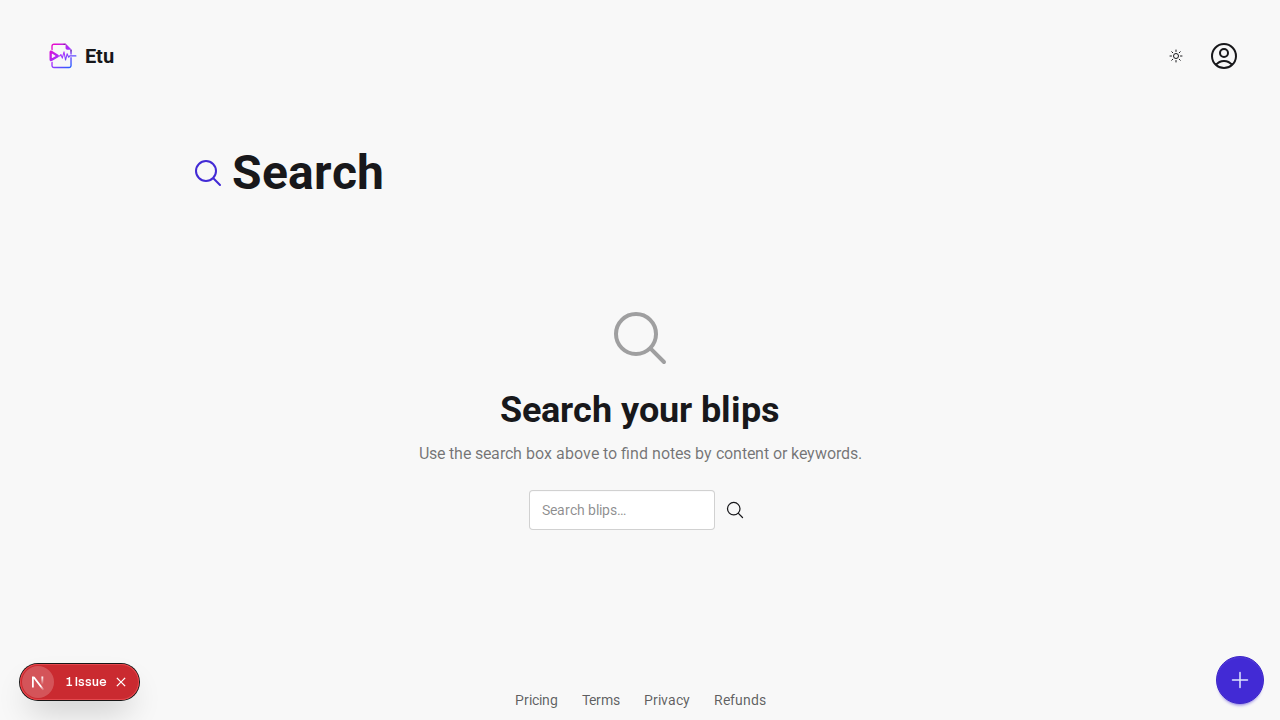 Etu
Search
Search your blips
Use the search box above to find notes by content or keywords.
Search blips...
1 Issue
Pricing Terms Privacy Refunds